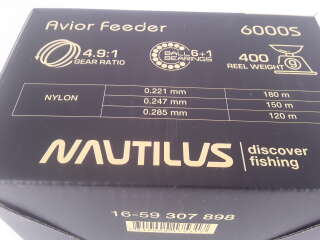 Avior Feeder 6000S
4.9:1 GEAR RATIO BALL 6+1 BEARINGS 400 REEL WEIGHT g
NYLON
0.221 mm 180 m
0.247 mm 150 m
0.285 mm 120 m
NAUTILUS discover fishing
16-59 307 898